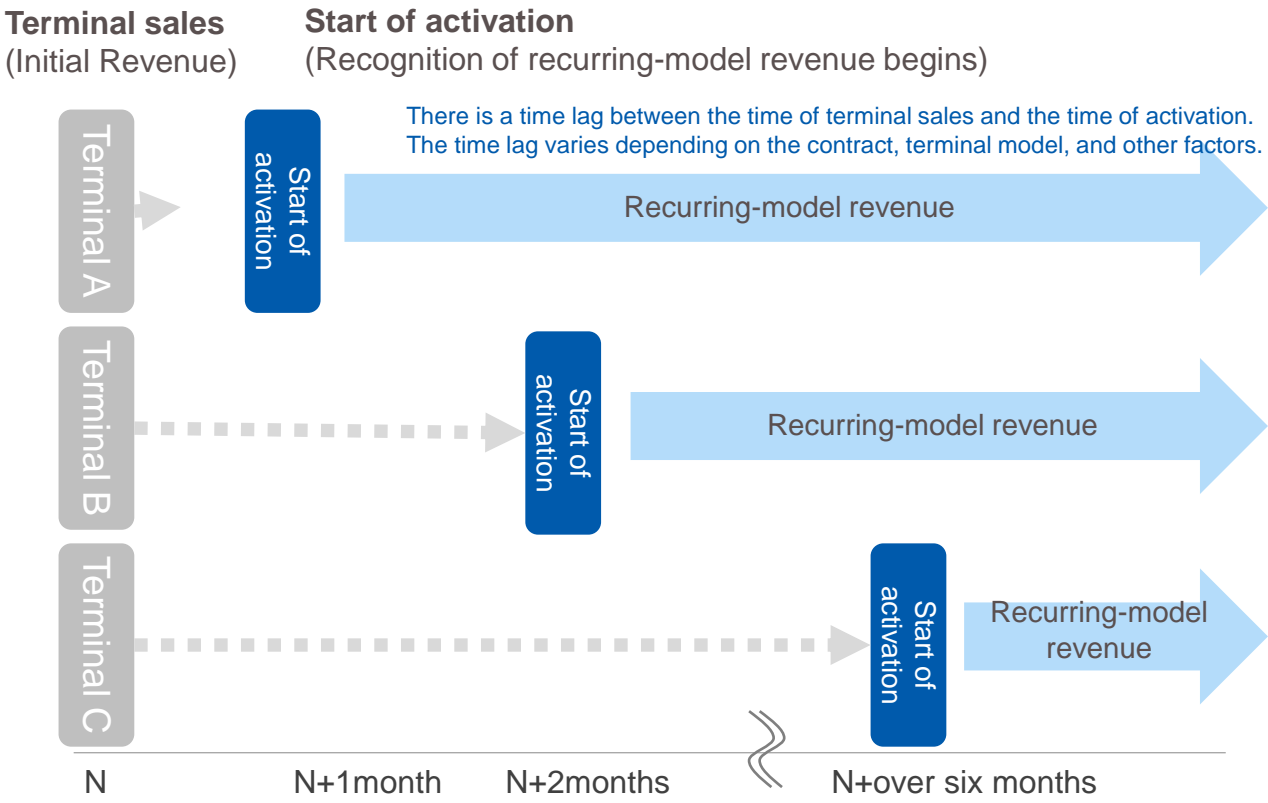 Terminal sales
(Initial Revenue)
Start of activation
(Recognition of recurring-model revenue begins)
There is a time lag between the time of terminal sales and the time of activation.
The time lag varies depending on the contract, terminal model, and other factors.
Terminal A
Start of
activation
Recurring-model revenue
Terminal B
Start of
activation
Recurring-model revenue
Terminal C
Start of
activation
Recurring-model
revenue
N
N+1month
N+2months
N+over six months